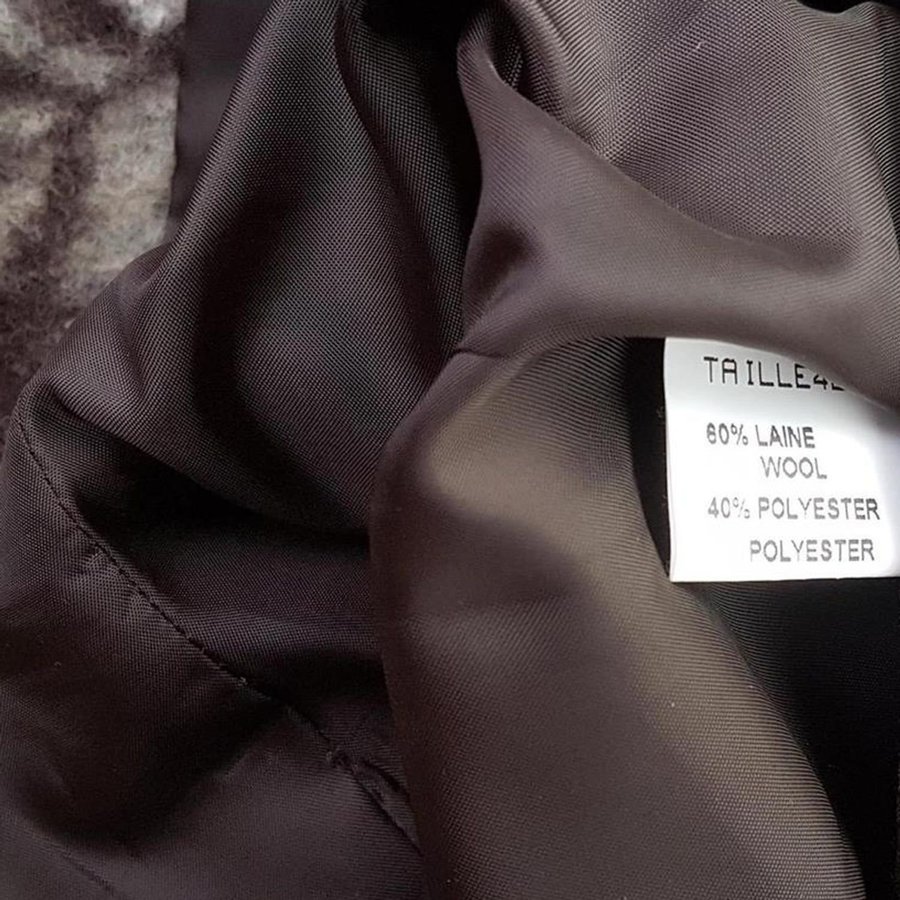 TAILLE4
60% LAINE
WOOL
40% POLYESTER
POLYESTER